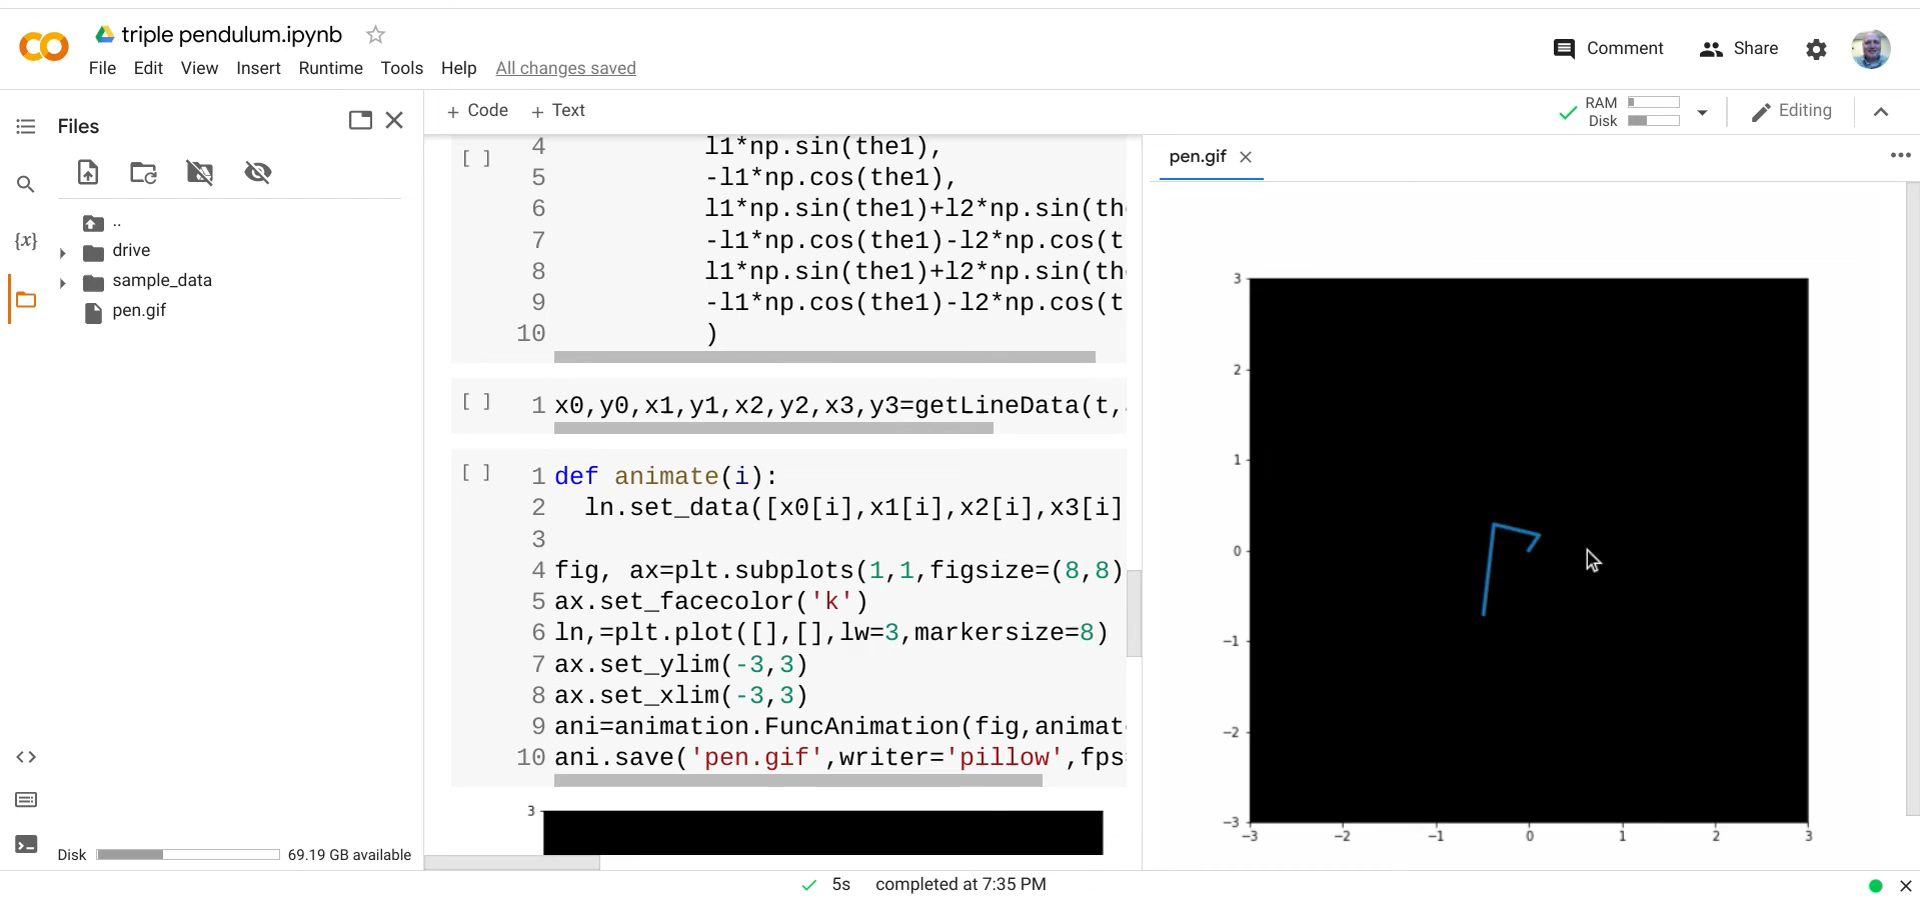 triple pendulum.ipynb
File Edit View Insert Runtime Tools Help All changes saved
Comment
Share
Files
+ Code + Text
RAM
Disk
Editing
..
drive
sample_data
pen.gif
{x}
Disk 69.19 GB available
[ ]
4 l1*np.sin(the1),
5 -l1*np.cos(the1),
6 l1*np.sin(the1)+l2*np.sin(th
7 -l1*np.cos(the1)-l2*np.cos(t
8 l1*np.sin(the1)+l2*np.sin(th
9 -l1*np.cos(the1)-l2*np.cos(t
10 )
[ ]
1 x0,y0,x1,y1,x2,y2,x3,y3=getLineData(t,
[ ]
1 def animate(i):
2 ln.set_data([x0[i],x1[i],x2[i],x3[i]
3
4 fig, ax=plt.subplots(1,1,figsize=(8,8)
5 ax.set_facecolor('k')
6 ln,=plt.plot([],[],lw=3,markersize=8)
7 ax.set_ylim(-3,3)
8 ax.set_xlim(-3,3)
9 ani=animation.FuncAnimation(fig,animat
10 ani.save('pen.gif',writer='pillow',fps=
3
pen.gif
3
2
1
0
−1
−2
−3
−3 −2 −1 0 1 2 3
5s completed at 7:35 PM